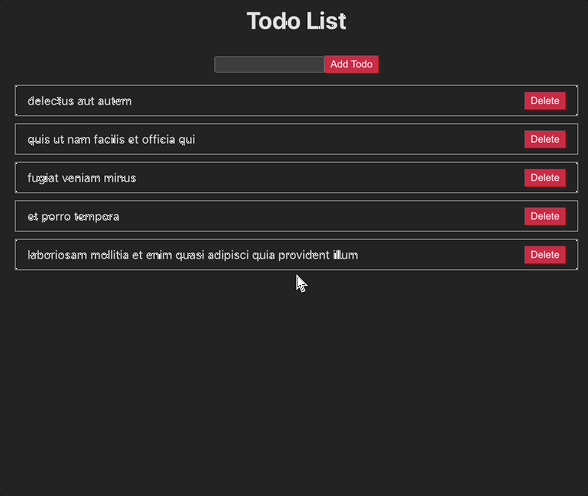 Todo List
Add Todo
delectus aut autem Delete
quis ut nam facilis et officia qui Delete
fugiat veniam minus Delete
et porro tempora Delete
laboriosam mollitia et enim quasi adipisci quia provident illum Delete